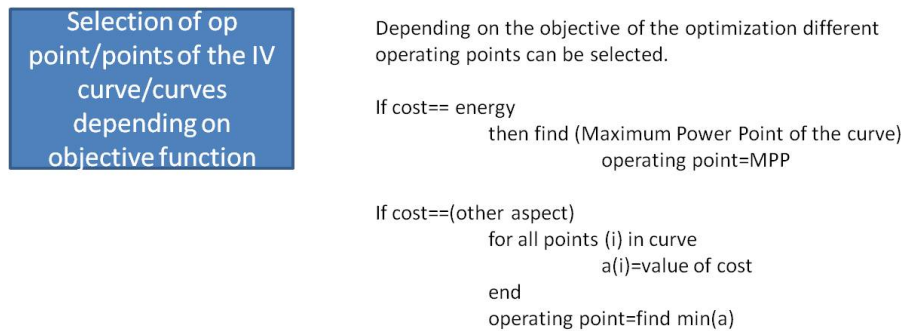 Selection of op
point/points of the IV
curve/curves
depending on
objective function
Depending on the objective of the optimization different
operating points can be selected.
If cost== energy
then find (Maximum Power Point of the curve)
operating point=MPP
If cost==(other aspect)
for all points (i) in curve
a(i)=value of cost
end
operating point=find min(a)